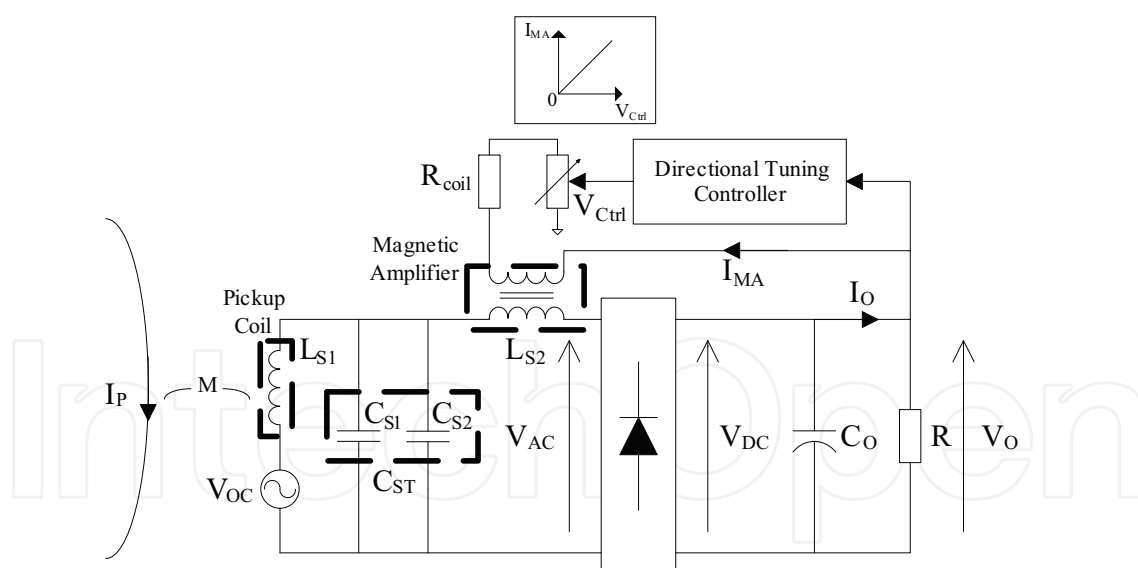 I_MA
0
V_Ctrl
R_coil
V_Ctrl
Directional Tuning
Controller
Magnetic
Amplifier
I_MA
Pickup
Coil
L_S1
L_S2
I_O
I_P
M
C_S1
C_S2
C_ST
V_OC
V_AC
V_DC
C_O
R
V_O
IntechOpen